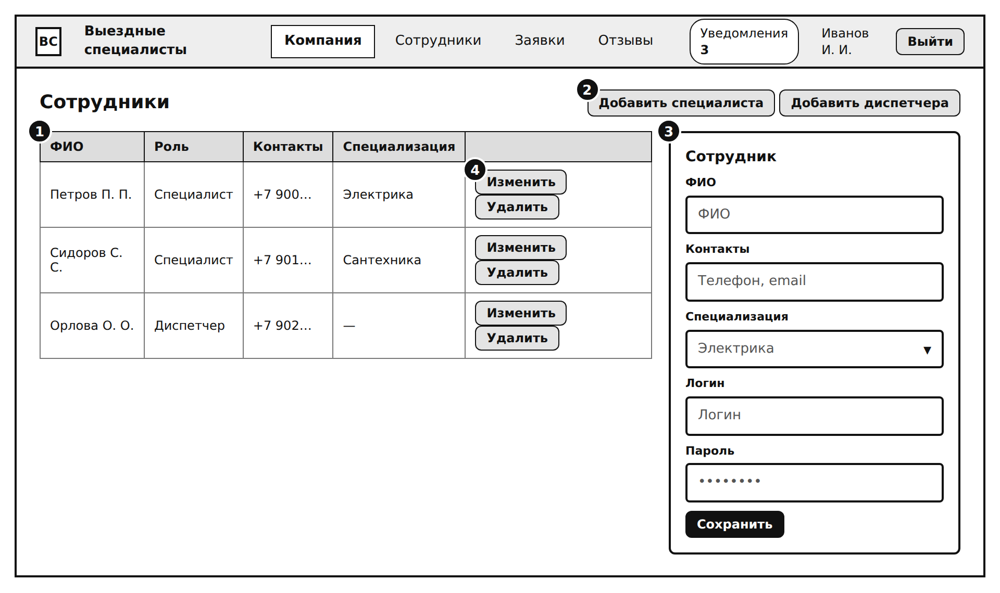 ВС
Выездные
специалисты
Компания
Сотрудники
Заявки
Отзывы
Уведомления
3
Иванов
И. И.
Выйти
Сотрудники
2
Добавить специалиста
Добавить диспетчера
1
ФИО
Роль
Контакты
Специализация
Петров П. П.
Специалист
+7 900...
Электрика
4
Изменить
Удалить
Сидоров С.
С.
Специалист
+7 901...
Сантехника
Изменить
Удалить
Орлова О. О.
Диспетчер
+7 902...
—
Изменить
Удалить
3
Сотрудник
ФИО
ФИО
Контакты
Телефон, email
Специализация
Электрика ▼
Логин
Логин
Пароль
••••••••
Сохранить